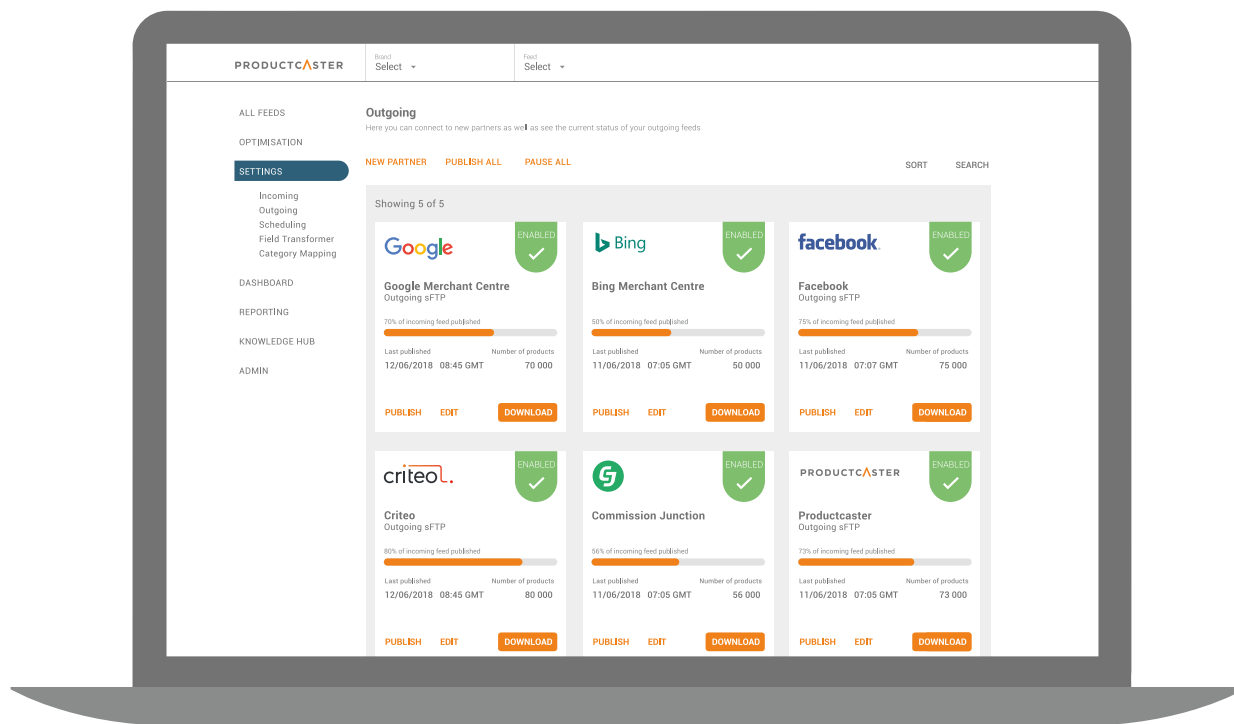 PRODUCTCASTER
Brand
Select
Feed
Select
ALL FEEDS
OPTIMISATION
SETTINGS
Incoming
Outgoing
Scheduling
Field Transformer
Category Mapping
DASHBOARD
REPORTING
KNOWLEDGE HUB
ADMIN
Outgoing
Here you can connect to new partners as well as see the current status of your outgoing feeds
NEW PARTNER PUBLISH ALL PAUSE ALL SORT SEARCH
Showing 5 of 5
Google
ENABLED
Google Merchant Centre
Outgoing sFTP
70% of incoming feed published
Last published Number of products
12/06/2018 08:45 GMT 70 000
PUBLISH EDIT DOWNLOAD
Bing
ENABLED
Bing Merchant Centre
50% of incoming feed published
Last published Number of products
11/06/2018 07:05 GMT 50 000
PUBLISH EDIT DOWNLOAD
facebook
ENABLED
Facebook
Outgoing sFTP
75% of incoming feed published
Last published Number of products
11/06/2018 07:07 GMT 75 000
PUBLISH EDIT DOWNLOAD
criteo
ENABLED
Criteo
Outgoing sFTP
80% of incoming feed published
Last published Number of products
12/06/2018 08:45 GMT 80 000
PUBLISH EDIT DOWNLOAD
CJ
ENABLED
Commission Junction
56% of incoming feed published
Last published Number of products
11/06/2018 07:05 GMT 56 000
PUBLISH EDIT DOWNLOAD
PRODUCTCASTER
ENABLED
Productcaster
Outgoing sFTP
73% of incoming feed published
Last published Number of products
11/06/2018 07:05 GMT 73 000
PUBLISH EDIT DOWNLOAD